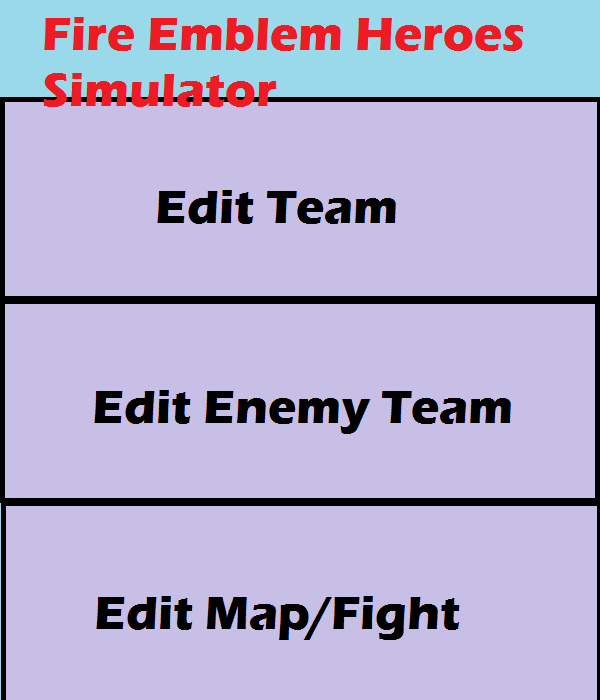 Fire Emblem Heroes
Simulator
Edit Team
Edit Enemy Team
Edit Map/Fight